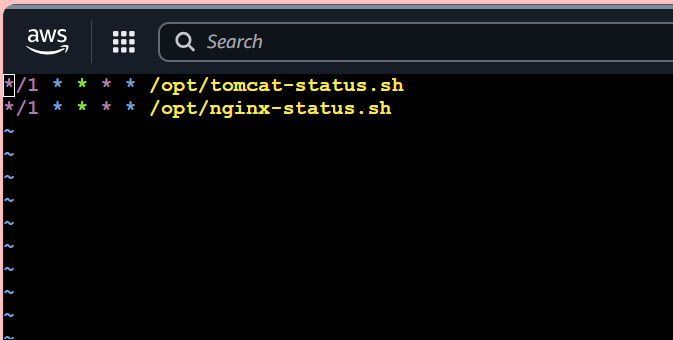 aws
Search
*/1 * * * * /opt/tomcat-status.sh
*/1 * * * * /opt/nginx-status.sh
~
~
~
~
~
~
~
~
~
~